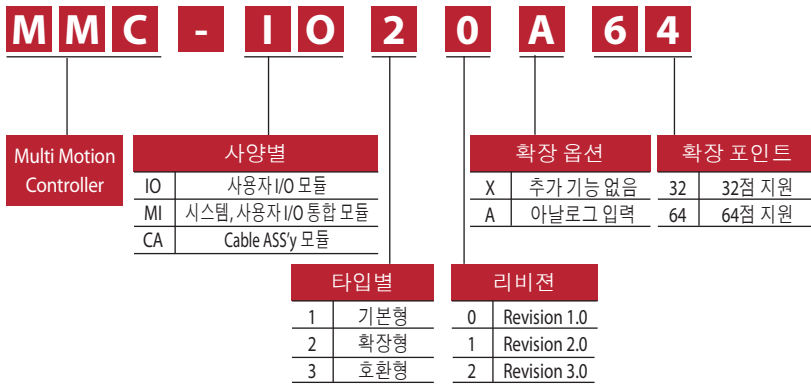 MMC - IO20A64
Multi Motion
Controller
사양별
IO 사용자 I/O 모듈
MI 시스템, 사용자 I/O 통합 모듈
CA Cable ASS'y 모듈
확장 옵션
X 추가 기능 없음
A 아날로그 입력
확장 포인트
32 32점 지원
64 64점 지원
타입별
1 기본형
2 확장형
3 호환형
리비젼
0 Revision 1.0
1 Revision 2.0
2 Revision 3.0